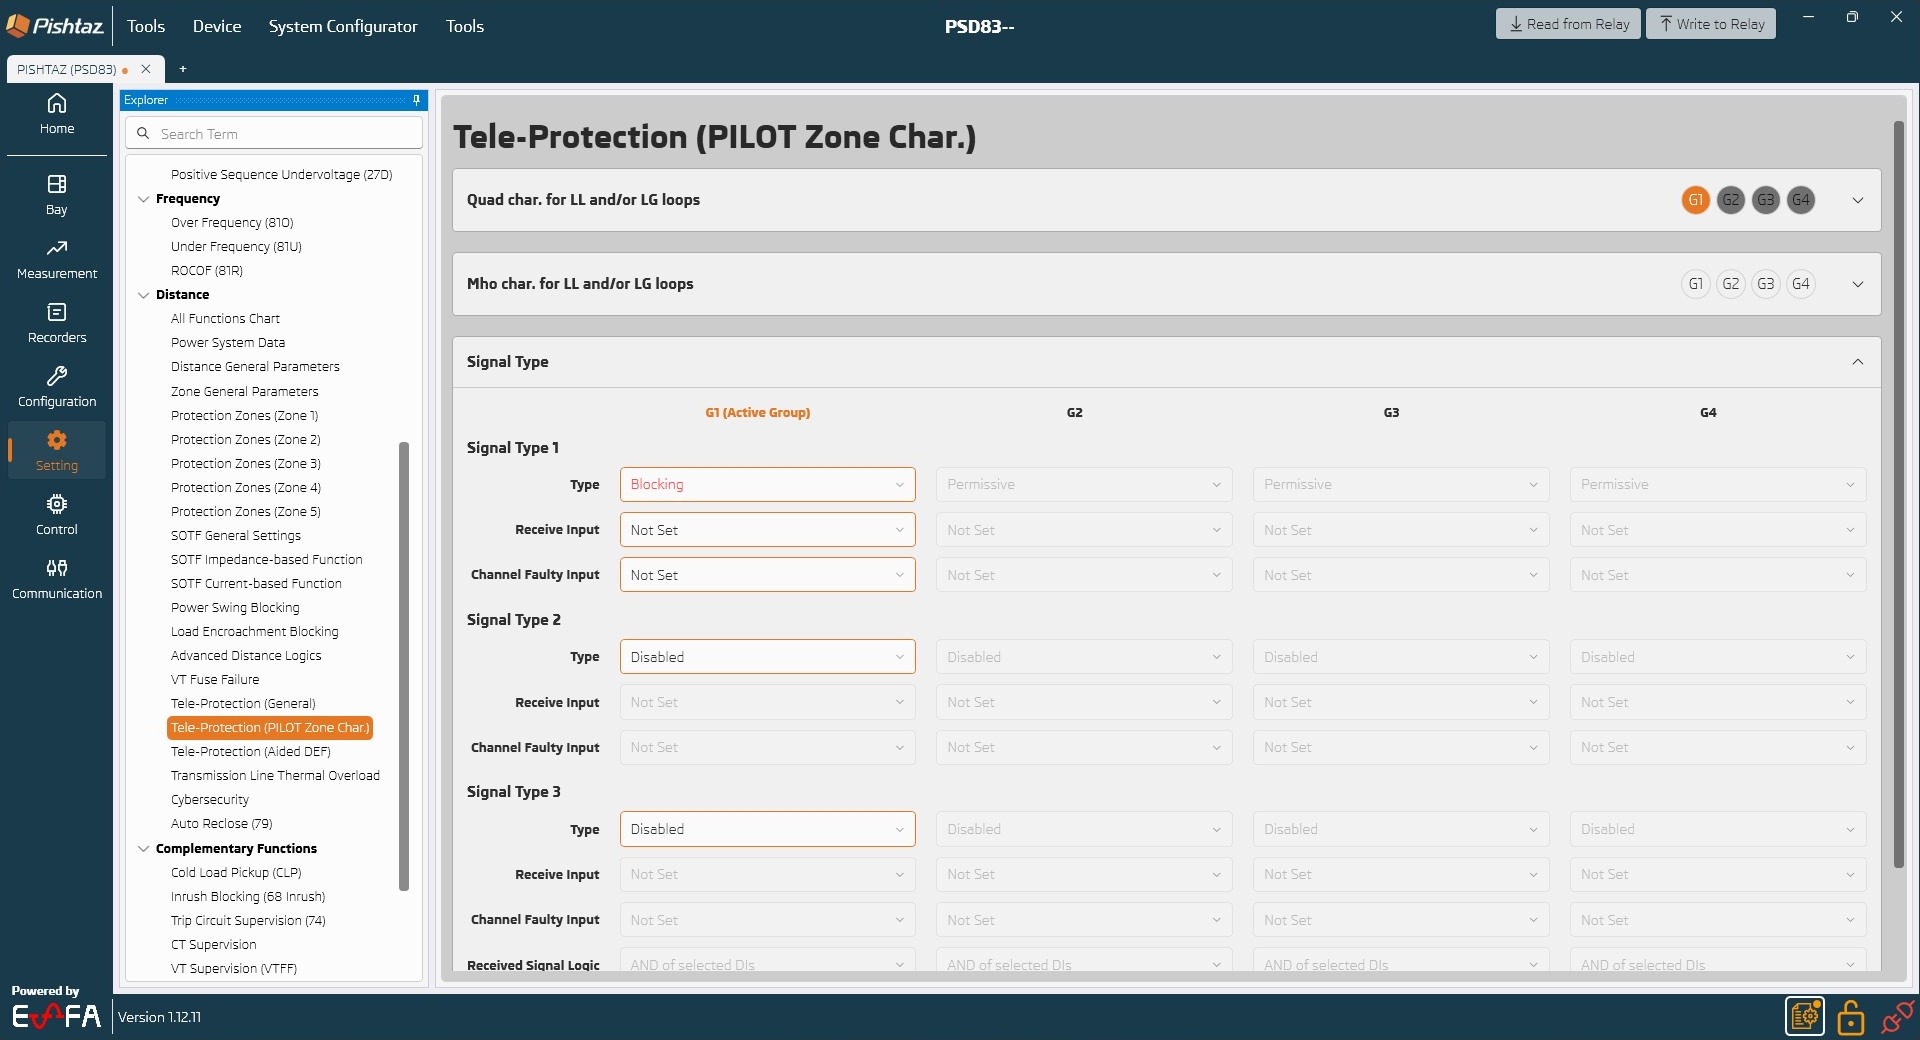 Pishtaz
Tools
Device
System Configurator
Tools
PSD83--
Read from Relay
Write to Relay
PISHTAZ (PSD83)
Home
Bay
Measurement
Recorders
Configuration
Setting
Control
Communication
Explorer
Search Term
Positive Sequence Undervoltage (27D)
Frequency
Over Frequency (81O)
Under Frequency (81U)
ROCOF (81R)
Distance
All Functions Chart
Power System Data
Distance General Parameters
Zone General Parameters
Protection Zones (Zone 1)
Protection Zones (Zone 2)
Protection Zones (Zone 3)
Protection Zones (Zone 4)
Protection Zones (Zone 5)
SOTF General Settings
SOTF Impedance-based Function
SOTF Current-based Function
Power Swing Blocking
Load Encroachment Blocking
Advanced Distance Logics
VT Fuse Failure
Tele-Protection (General)
Tele-Protection (PILOT Zone Char.)
Tele-Protection (Aided DEF)
Transmission Line Thermal Overload
Cybersecurity
Auto Reclose (79)
Complementary Functions
Cold Load Pickup (CLP)
Inrush Blocking (68 Inrush)
Trip Circuit Supervision (74)
CT Supervision
VT Supervision (VTFF)
Tele-Protection (PILOT Zone Char.)
Quad char. for LL and/or LG loops
G1 G2 G3 G4
Mho char. for LL and/or LG loops
G1 G2 G3 G4
Signal Type
G1 (Active Group) G2 G3 G4
Signal Type 1
Type Blocking Permissive Permissive Permissive
Receive Input Not Set Not Set Not Set Not Set
Channel Faulty Input Not Set Not Set Not Set Not Set
Signal Type 2
Type Disabled Disabled Disabled Disabled
Receive Input Not Set Not Set Not Set Not Set
Channel Faulty Input Not Set Not Set Not Set Not Set
Signal Type 3
Type Disabled Disabled Disabled Disabled
Receive Input Not Set Not Set Not Set Not Set
Channel Faulty Input Not Set Not Set Not Set Not Set
Received Signal Logic AND of selected DIs AND of selected DIs AND of selected DIs AND of selected DIs
Powered by
Version 1.12.11